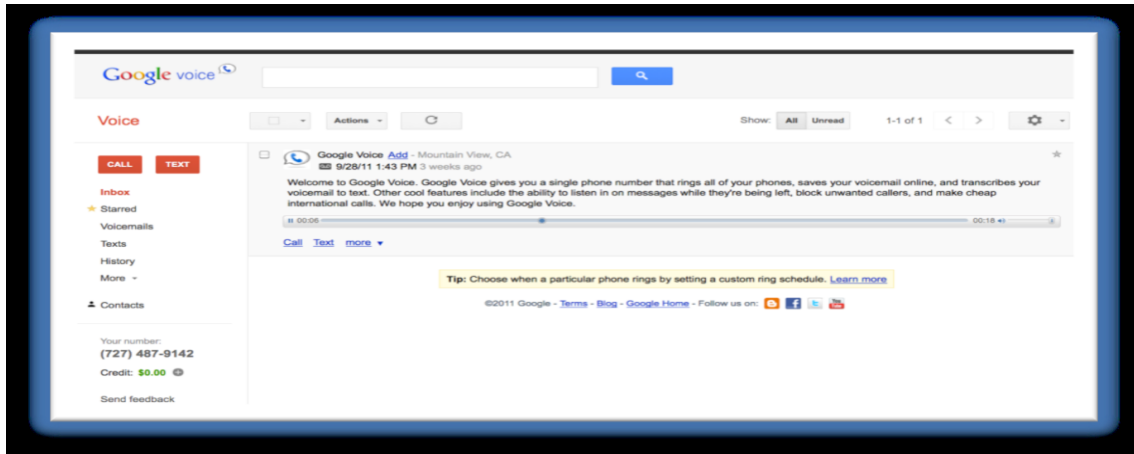 Google voice
Voice
Actions
Show: All Unread 1-1 of 1
CALL TEXT
Google Voice Add - Mountain View, CA
9/28/11 1:43 PM 3 weeks ago
Welcome to Google Voice. Google Voice gives you a single phone number that rings all of your phones, saves your voicemail online, and transcribes your
voicemail to text. Other cool features include the ability to listen in on messages while they're being left, block unwanted callers, and make cheap
international calls. We hope you enjoy using Google Voice.
00:06 00:18
Call Text more
Inbox
Starred
Voicemails
Texts
History
More
Contacts
Tip: Choose when a particular phone rings by setting a custom ring schedule. Learn more
©2011 Google - Terms - Blog - Google Home - Follow us on:
Your number:
(727) 487-9142
Credit: $0.00
Send feedback